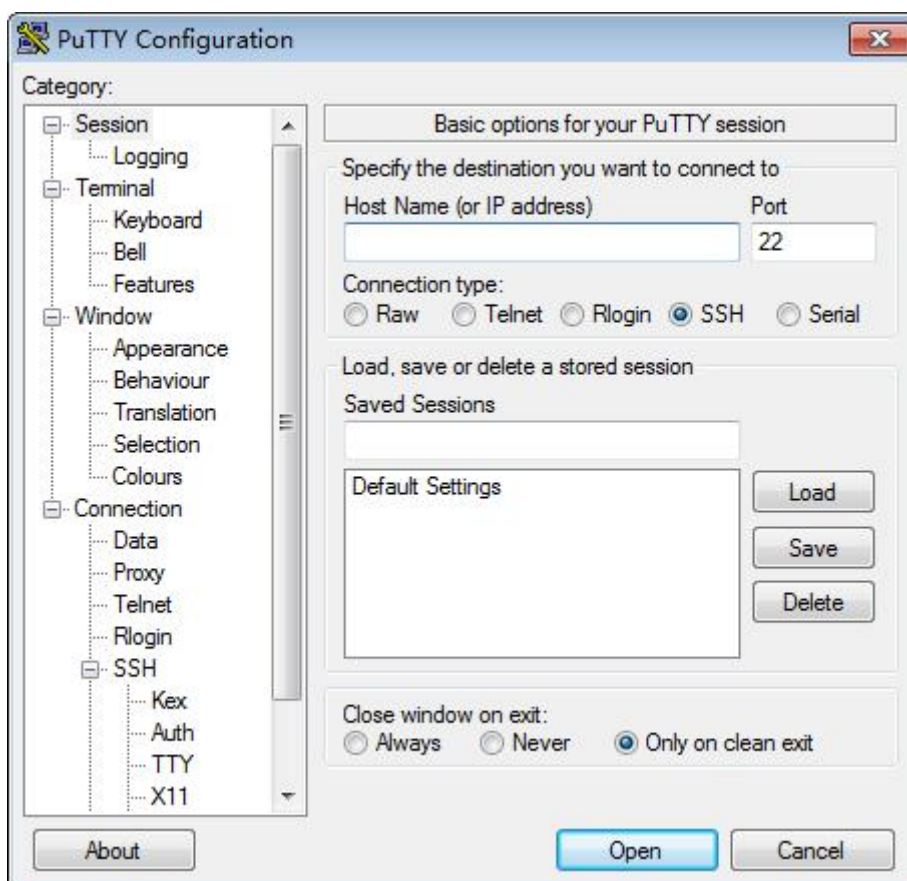 PuTTY Configuration
Category:
Session
Logging
Terminal
Keyboard
Bell
Features
Window
Appearance
Behaviour
Translation
Selection
Colours
Connection
Data
Proxy
Telnet
Rlogin
SSH
Kex
Auth
TTY
X11
Basic options for your PuTTY session
Specify the destination you want to connect to
Host Name (or IP address) Port
22
Connection type:
Raw Telnet Rlogin SSH Serial
Load, save or delete a stored session
Saved Sessions
Default Settings
Load
Save
Delete
Close window on exit:
Always Never Only on clean exit
About Open Cancel